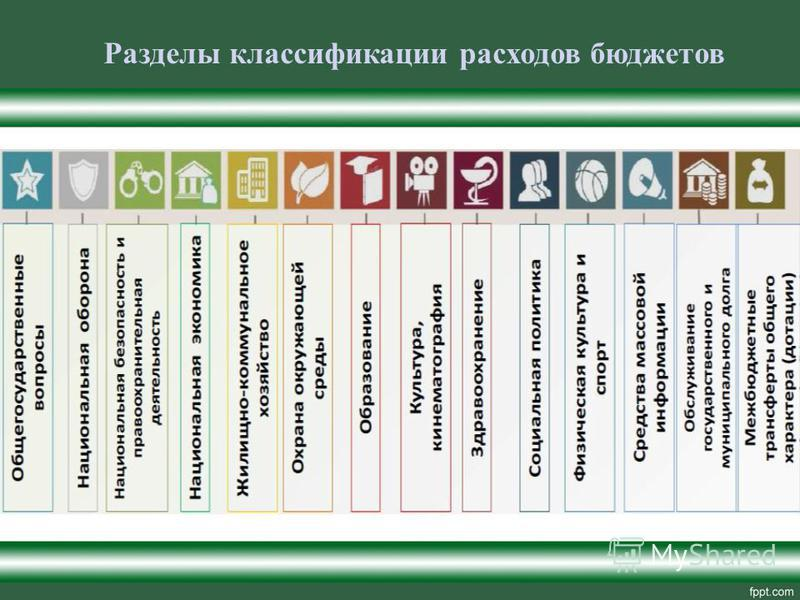 Разделы классификации расходов бюджетов
Общегосударственные
вопросы
Национальная оборона
Национальная безопасность и
правоохранительная
деятельность
Национальная экономика
Жилищно-коммунальное
хозяйство
Охрана окружающей
среды
Образование
Культура,
кинематография
Здравоохранение
Социальная политика
Физическая культура и
спорт
Средства массовой
информации
Обслуживание
государственного и
муниципального долга
Межбюджетные
трансферты общего
характера (дотации)
MyShared
fppt.com